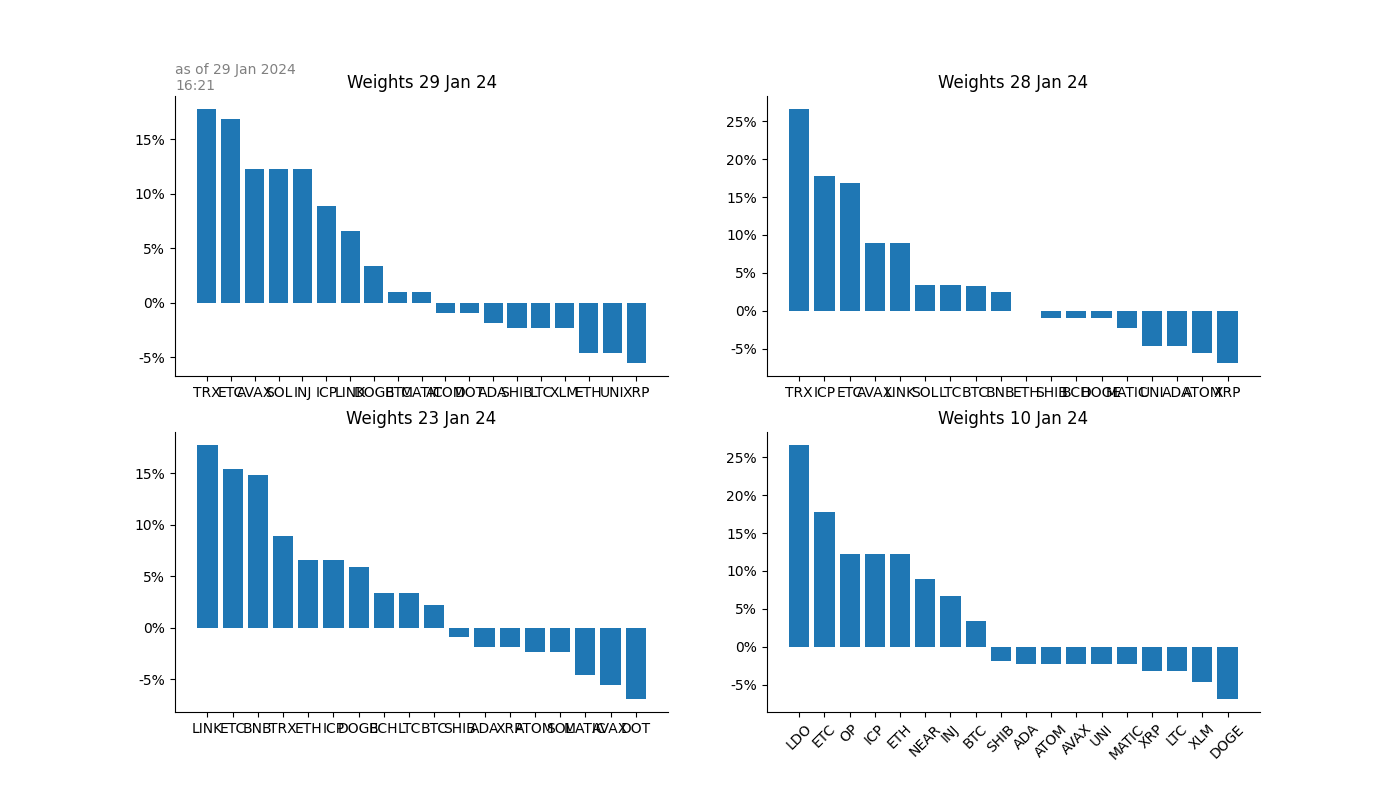 as of 29 Jan 2024
16:21
Weights 29 Jan 24
15%
10%
5%
0%
-5%
TRX ETC AVAX SOL INJ ICP LINK DOGE BTC MATIC ATOM DOT ADA SHIB LTC XLM ETH UNI XRP
Weights 28 Jan 24
25%
20%
15%
10%
5%
0%
-5%
TRX ICP ETC AVAX LINK SOL LTC BTC BNB ETH SHIB BCH DOGE MATIC UNI ADA ATOM XRP
Weights 23 Jan 24
15%
10%
5%
0%
-5%
LINK ETC BNB TRX ETH ICP DOGE BCH LTC BTC SHIB ADA XRP ATOM SOL MATIC AVAX DOT
Weights 10 Jan 24
25%
20%
15%
10%
5%
0%
-5%
LDO ETC OP ICP ETH NEAR INJ BTC SHIB ADA ATOM AVAX UNI MATIC XRP LTC XLM DOGE